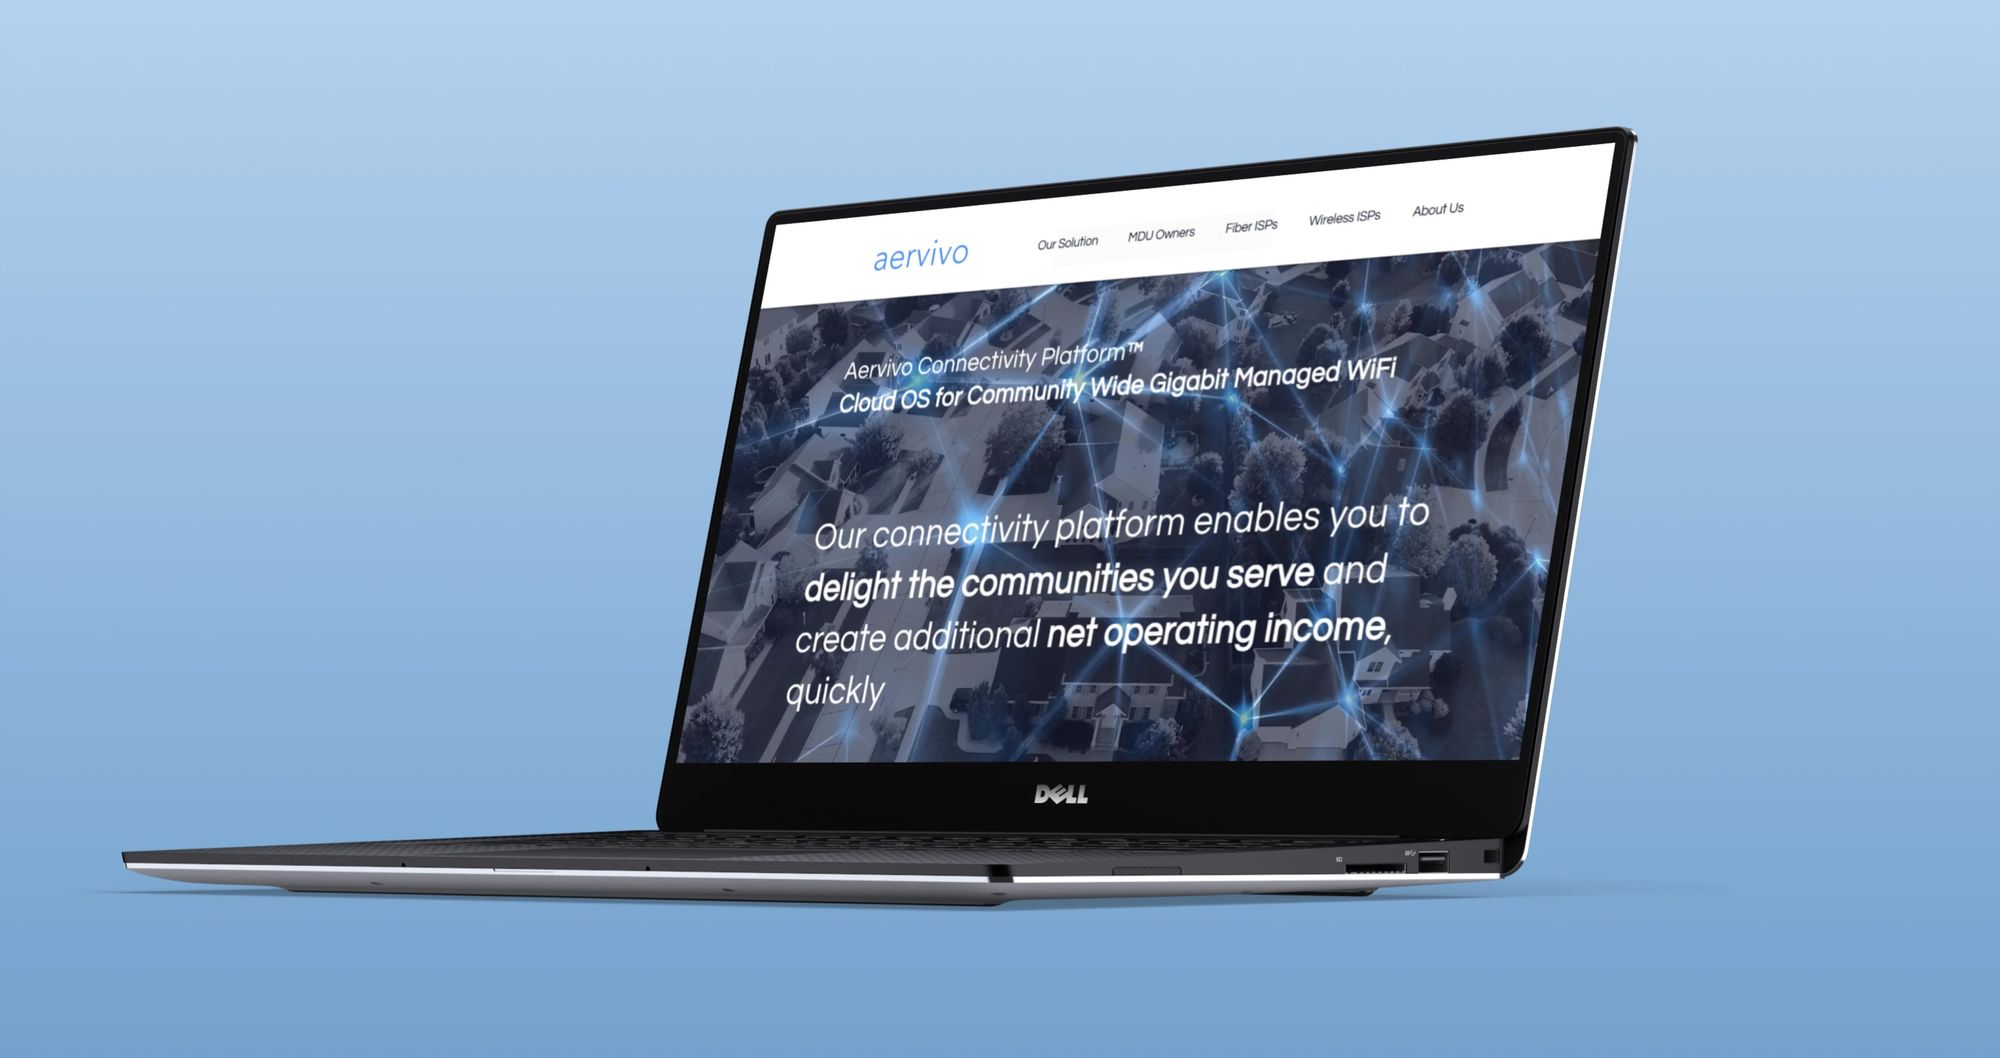 aervivo
Our Solution
MDU Owners
Fiber ISPs
Wireless ISPs
About Us
Aervivo Connectivity Platform™
Cloud OS for Community Wide Gigabit Managed WiFi
Our connectivity platform enables you to
delight the communities you serve and
create additional net operating income,
quickly
DELL